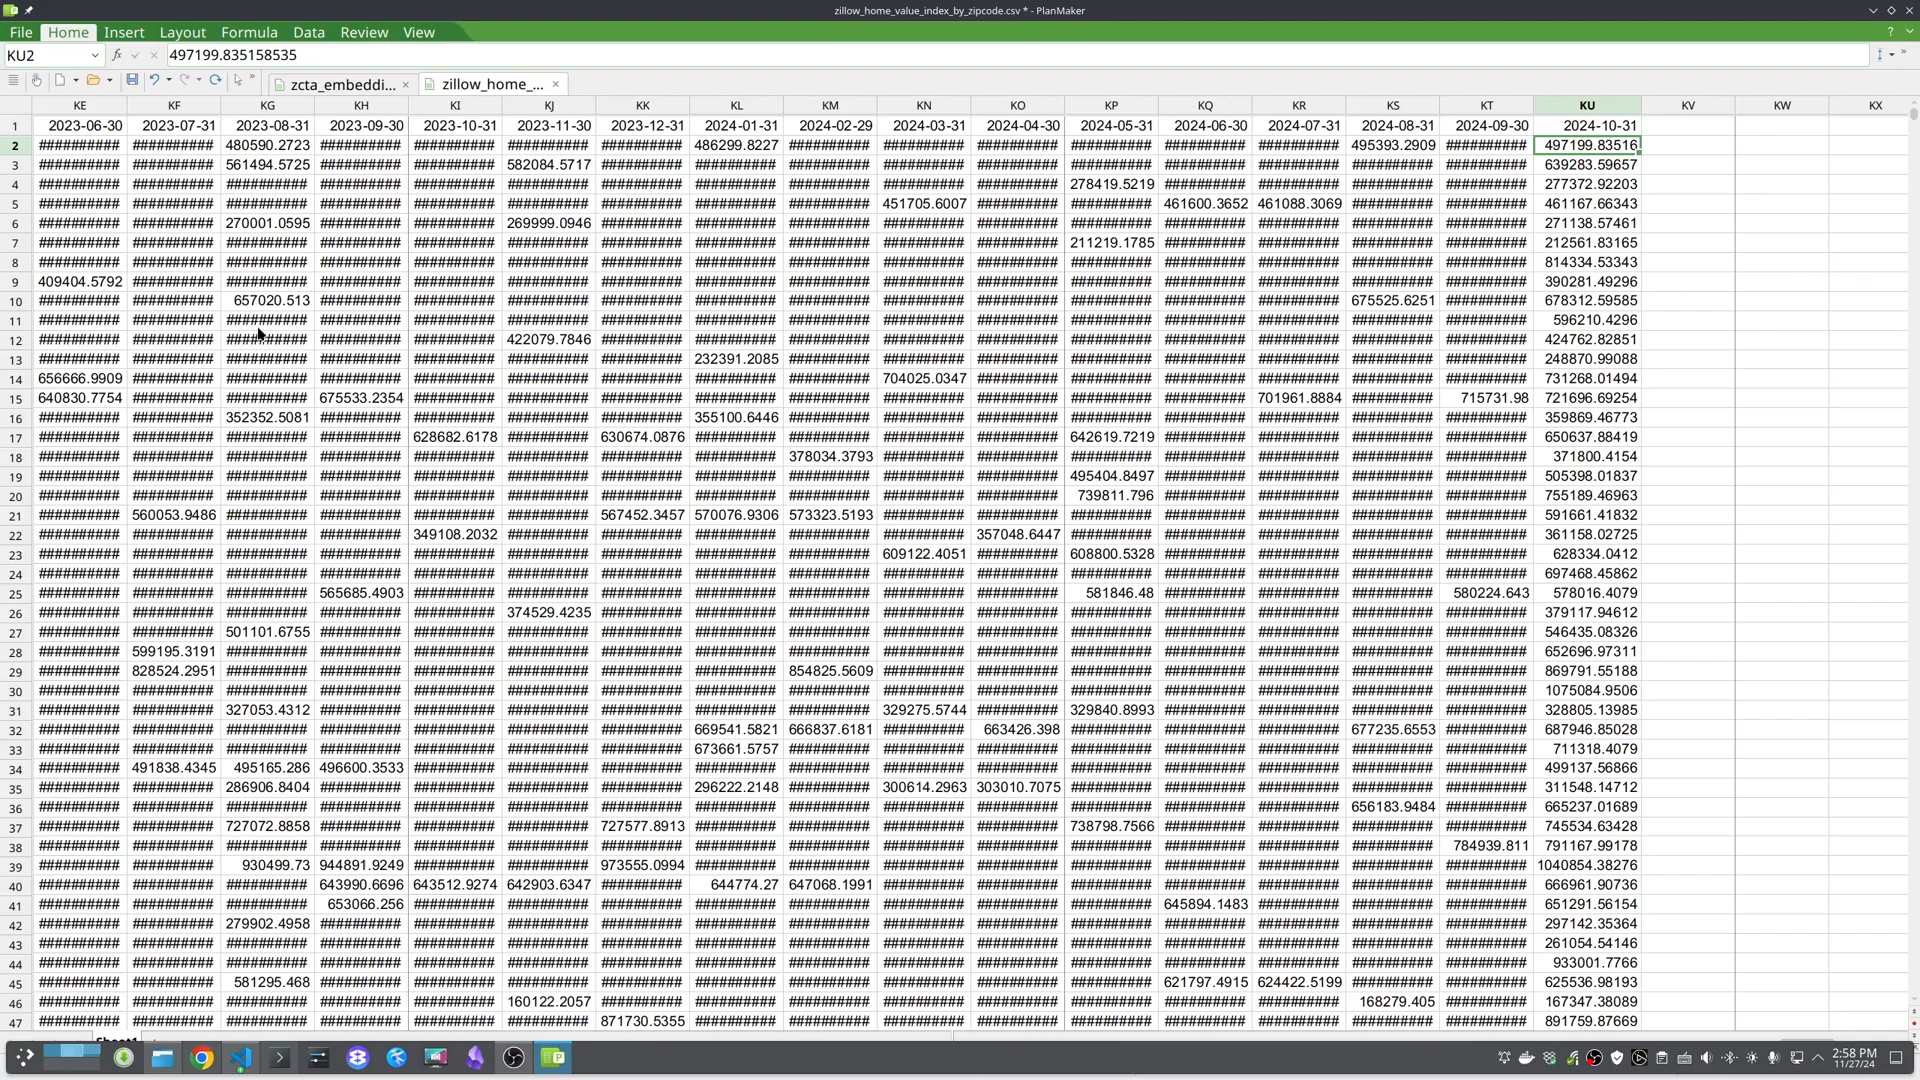 zillow_home_value_index_by_zipcode.csv * - PlanMaker
File Home Insert Layout Formula Data Review View
KU2 fx 497199.835158535
zcta_embeddi... × zillow_home_... ×
KE KF KG KH KI KJ KK KL KM KN KO KP KQ KR KS KT KU KV KW KX
1 2023-06-30 2023-07-31 2023-08-31 2023-09-30 2023-10-31 2023-11-30 2023-12-31 2024-01-31 2024-02-29 2024-03-31 2024-04-30 2024-05-31 2024-06-30 2024-07-31 2024-08-31 2024-09-30 2024-10-31
2 ########## ########## 480590.2723 ########## ########## ########## ########## 486299.8227 ########## ########## ########## ########## ########## ########## 495393.2909 ########## 497199.83516
3 ########## ########## 561494.5725 ########## ########## 582084.5717 ########## ########## ########## ########## ########## ########## ########## ########## ########## ########## 639283.59657
4 ########## ########## ########## ########## ########## ########## ########## ########## ########## ########## ########## 278419.5219 ########## ########## ########## ########## 277372.92203
5 ########## ########## ########## ########## ########## ########## ########## ########## ########## 451705.6007 ########## ########## 461600.3652 461088.3069 ########## ########## 461167.66343
6 ########## ########## 270001.0595 ########## ########## 269999.0946 ########## ########## ########## ########## ########## ########## ########## ########## ########## ########## 271138.57461
7 ########## ########## ########## ########## ########## ########## ########## ########## ########## ########## ########## 211219.1785 ########## ########## ########## ########## 212561.83165
8 ########## ########## ########## ########## ########## ########## ########## ########## ########## ########## ########## ########## ########## ########## ########## ########## 814334.53343
9 409404.5792 ########## ########## ########## ########## ########## ########## ########## ########## ########## ########## ########## ########## ########## ########## ########## 390281.49296
10 ########## ########## 657020.513 ########## ########## ########## ########## ########## ########## ########## ########## ########## ########## ########## 675525.6251 ########## 678312.59585
11 ########## ########## ########## ########## ########## ########## ########## ########## ########## ########## ########## ########## ########## ########## ########## ########## 596210.4296
12 ########## ########## ########## ########## ########## 422079.7846 ########## ########## ########## ########## ########## ########## ########## ########## ########## ########## 424762.82851
13 ########## ########## ########## ########## ########## ########## ########## 232391.2085 ########## ########## ########## ########## ########## ########## ########## ########## 248870.99088
14 656666.9909 ########## ########## ########## ########## ########## ########## ########## ########## 704025.0347 ########## ########## ########## ########## ########## ########## 731268.01494
15 640830.7754 ########## ########## 675533.2354 ########## ########## ########## ########## ########## ########## ########## ########## ########## 701961.8884 ########## 715731.98 721696.69254
16 ########## ########## 352352.5081 ########## ########## ########## ########## 355100.6446 ########## ########## ########## ########## ########## ########## ########## ########## 359869.46773
17 ########## ########## ########## ########## 628682.6178 ########## 630674.0876 ########## ########## ########## ########## 642619.7219 ########## ########## ########## ########## 650637.88419
18 ########## ########## ########## ########## ########## ########## ########## ########## 378034.3793 ########## ########## ########## ########## ########## ########## ########## 371800.4154
19 ########## ########## ########## ########## ########## ########## ########## ########## ########## ########## ########## 495404.8497 ########## ########## ########## ########## 505398.01837
20 ########## ########## ########## ########## ########## ########## ########## ########## ########## ########## ########## 739811.796 ########## ########## ########## ########## 755189.46963
21 ########## 560053.9486 ########## ########## ########## ########## 567452.3457 570076.9306 573323.5193 ########## ########## ########## ########## ########## ########## ########## 591661.41832
22 ########## ########## ########## ########## 349108.2032 ########## ########## ########## ########## ########## 357048.6447 ########## ########## ########## ########## ########## 361158.02725
23 ########## ########## ########## ########## ########## ########## ########## ########## ########## 609122.4051 ########## 608800.5328 ########## ########## ########## ########## 628334.0412
24 ########## ########## ########## ########## ########## ########## ########## ########## ########## ########## ########## ########## ########## ########## ########## ########## 697468.45862
25 ########## ########## ########## 565685.4903 ########## ########## ########## ########## ########## ########## ########## 581846.48 ########## ########## ########## 580224.643 578016.4079
26 ########## ########## ########## ########## ########## 374529.4235 ########## ########## ########## ########## ########## ########## ########## ########## ########## ########## 379117.94612
27 ########## ########## 501101.6755 ########## ########## ########## ########## ########## ########## ########## ########## ########## ########## ########## ########## ########## 546435.08326
28 ########## 599195.3191 ########## ########## ########## ########## ########## ########## ########## ########## ########## ########## ########## ########## ########## ########## 652696.97311
29 ########## 828524.2951 ########## ########## ########## ########## ########## ########## 854825.5609 ########## ########## ########## ########## ########## ########## ########## 869791.55188
30 ########## ########## ########## ########## ########## ########## ########## ########## ########## ########## ########## ########## ########## ########## ########## ########## 1075084.9506
31 ########## ########## 327053.4312 ########## ########## ########## ########## ########## ########## 329275.5744 ########## 329840.8993 ########## ########## ########## ########## 328805.13985
32 ########## ########## ########## ########## ########## ########## ########## 669541.5821 666837.6181 ########## 663426.398 ########## ########## ########## 677235.6553 ########## 687946.85028
33 ########## ########## ########## ########## ########## ########## ########## 673661.5757 ########## ########## ########## ########## ########## ########## ########## ########## 711318.4079
34 ########## 491838.4345 495165.286 496600.3533 ########## ########## ########## ########## ########## ########## ########## ########## ########## ########## ########## ########## 499137.56866
35 ########## ########## 286906.8404 ########## ########## ########## ########## 296222.2148 ########## 300614.2963 303010.7075 ########## ########## ########## ########## ########## 311548.14712
36 ########## ########## ########## ########## ########## ########## ########## ########## ########## ########## ########## ########## ########## ########## 656183.9484 ########## 665237.01689
37 ########## ########## 727072.8858 ########## ########## ########## 727577.8913 ########## ########## ########## ########## 738798.7566 ########## ########## ########## ########## 745534.63428
38 ########## ########## ########## ########## ########## ########## ########## ########## ########## ########## ########## ########## ########## ########## ########## 784939.811 791167.99178
39 ########## ########## 930499.73 944891.9249 ########## ########## 973555.0994 ########## ########## ########## ########## ########## ########## ########## ########## ########## 1040854.38276
40 ########## ########## ########## 643990.6696 643512.9274 642903.6347 ########## 644774.27 647068.1991 ########## ########## ########## ########## ########## ########## ########## 666961.90736
41 ########## ########## ########## 653066.256 ########## ########## ########## ########## ########## ########## ########## ########## 645894.1483 ########## ########## ########## 651291.56154
42 ########## ########## 279902.4958 ########## ########## ########## ########## ########## ########## ########## ########## ########## ########## ########## ########## ########## 297142.35364
43 ########## ########## ########## ########## ########## ########## ########## ########## ########## ########## ########## ########## ########## ########## ########## ########## 261054.54146
44 ########## ########## ########## ########## ########## ########## ########## ########## ########## ########## ########## ########## ########## ########## ########## ########## 933001.7766
45 ########## ########## 581295.468 ########## ########## ########## ########## ########## ########## ########## ########## ########## 621797.4915 624422.5199 ########## ########## 625536.98193
46 ########## ########## ########## ########## ########## 160122.2057 ########## ########## ########## ########## ########## ########## ########## ########## 168279.405 ########## 167347.38089
47 ########## ########## ########## ########## ########## ########## 871730.5355 ########## ########## ########## ########## ########## ########## ########## ########## ########## 891759.87669
Sheet1
2:58 PM
11/27/24